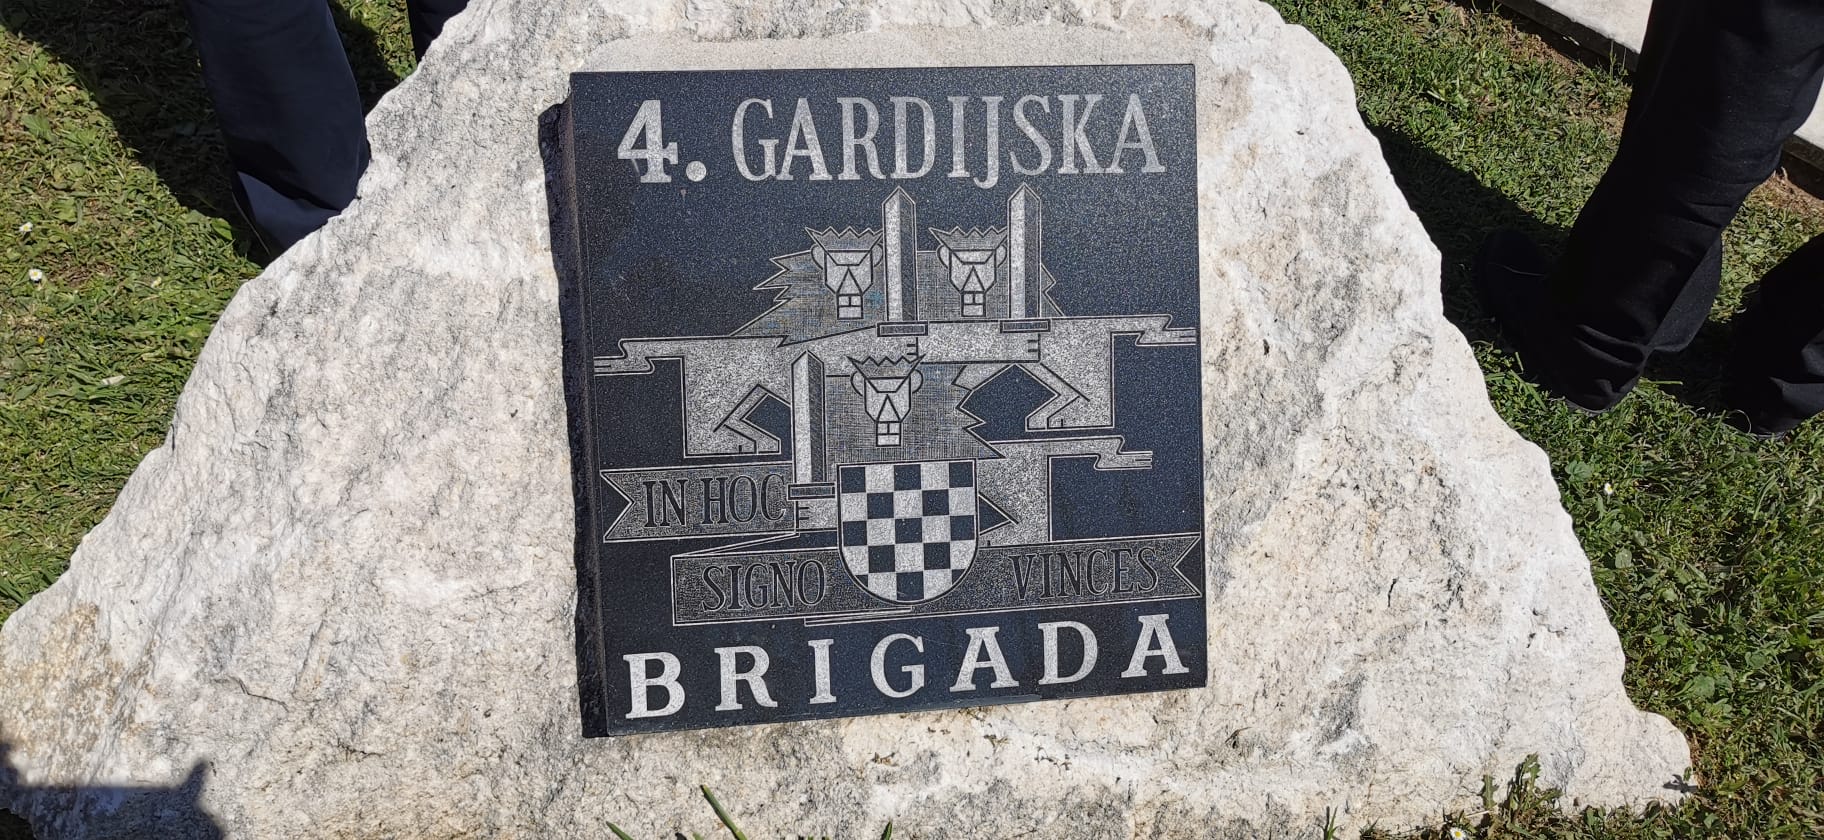 4. GARDIJSKA
IN HOC
SIGNO VINCES
BRIGADA